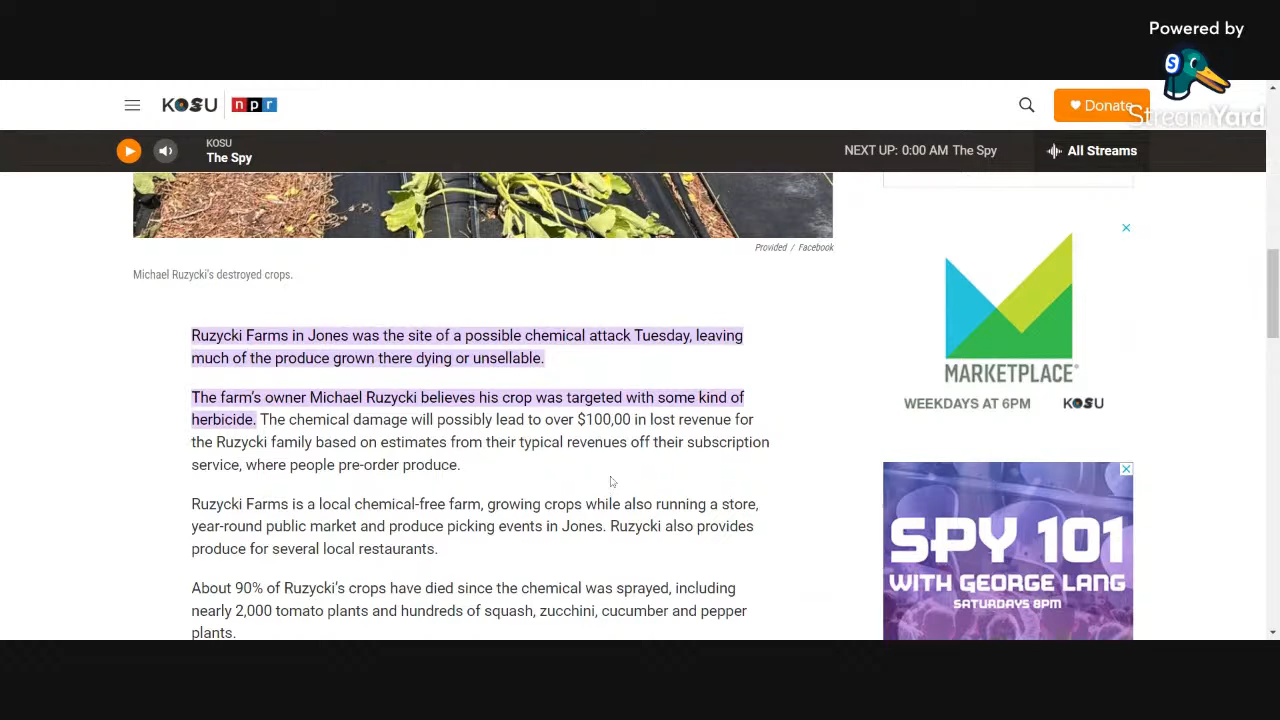 Powered by
S
StreamYard
KOSU
npr
Donate
KOSU
The Spy
NEXT UP: 0:00 AM The Spy
All Streams
Provided / Facebook
Michael Ruzycki's destroyed crops.
Ruzycki Farms in Jones was the site of a possible chemical attack Tuesday, leaving
much of the produce grown there dying or unsellable.
The farm's owner Michael Ruzycki believes his crop was targeted with some kind of
herbicide. The chemical damage will possibly lead to over $100,00 in lost revenue for
the Ruzycki family based on estimates from their typical revenues off their subscription
service, where people pre-order produce.
Ruzycki Farms is a local chemical-free farm, growing crops while also running a store,
year-round public market and produce picking events in Jones. Ruzycki also provides
produce for several local restaurants.
About 90% of Ruzycki's crops have died since the chemical was sprayed, including
nearly 2,000 tomato plants and hundreds of squash, zucchini, cucumber and pepper
plants.
MARKETPLACE®
WEEKDAYS AT 6PM KOSU
SPY 101
WITH GEORGE LANG
SATURDAYS 8PM